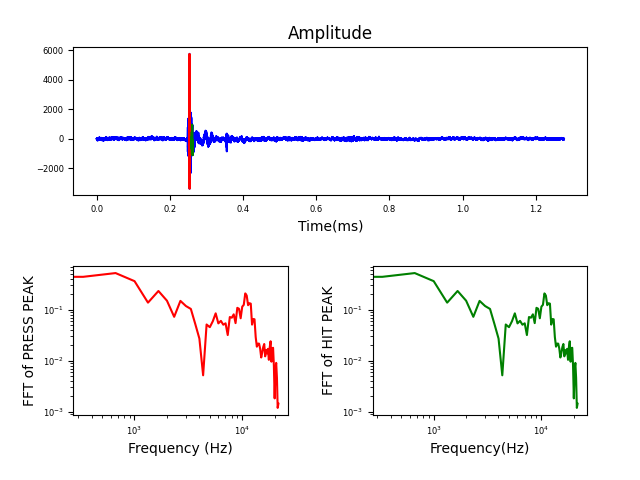 Amplitude
6000
4000
2000
0
−2000
0.0 0.2 0.4 0.6 0.8 1.0 1.2
Time(ms)
FFT of PRESS PEAK
10⁻¹
10⁻²
10⁻³
10³ 10⁴
Frequency (Hz)
FFT of HIT PEAK
10⁻¹
10⁻²
10⁻³
10³ 10⁴
Frequency(Hz)